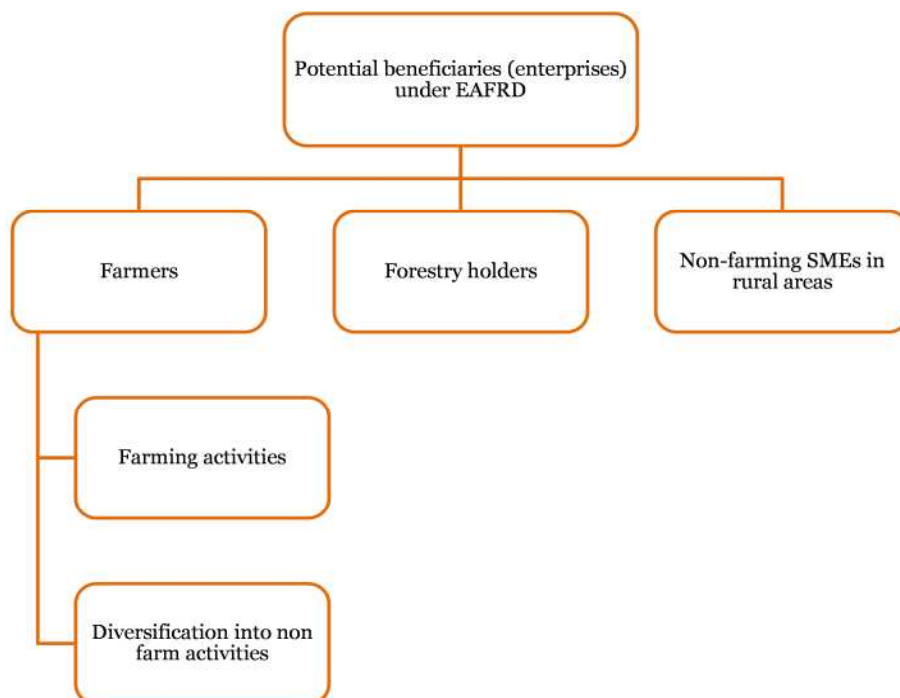 Potential beneficiaries (enterprises)
under EAFRD
Farmers
Forestry holders
Non-farming SMEs in
rural areas
Farming activities
Diversification into non
farm activities